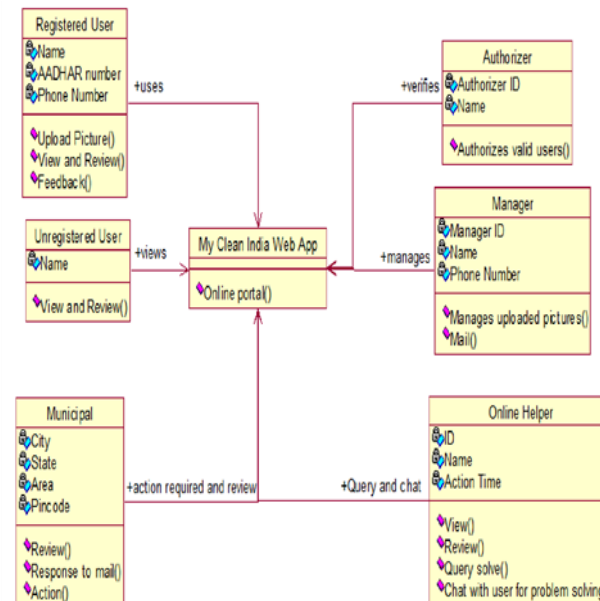 Registered User
Name
AADHAR number
Phone Number
Upload Picture()
View and Review()
Feedback()
+uses
Authorizer
Authorizer ID
Name
Authorizes valid users()
+verifies
Unregistered User
Name
View and Review()
+views
My Clean India Web App
Online portal()
Manager
Manager ID
Name
Phone Number
Manages uploaded pictures()
Mail()
+manages
Municipal
City
State
Area
Pincode
Review()
Response to mail()
Action()
+action required and review
Online Helper
ID
Name
Action Time
View()
Review()
Query solve()
Chat with user for problem solving
+Query and chat